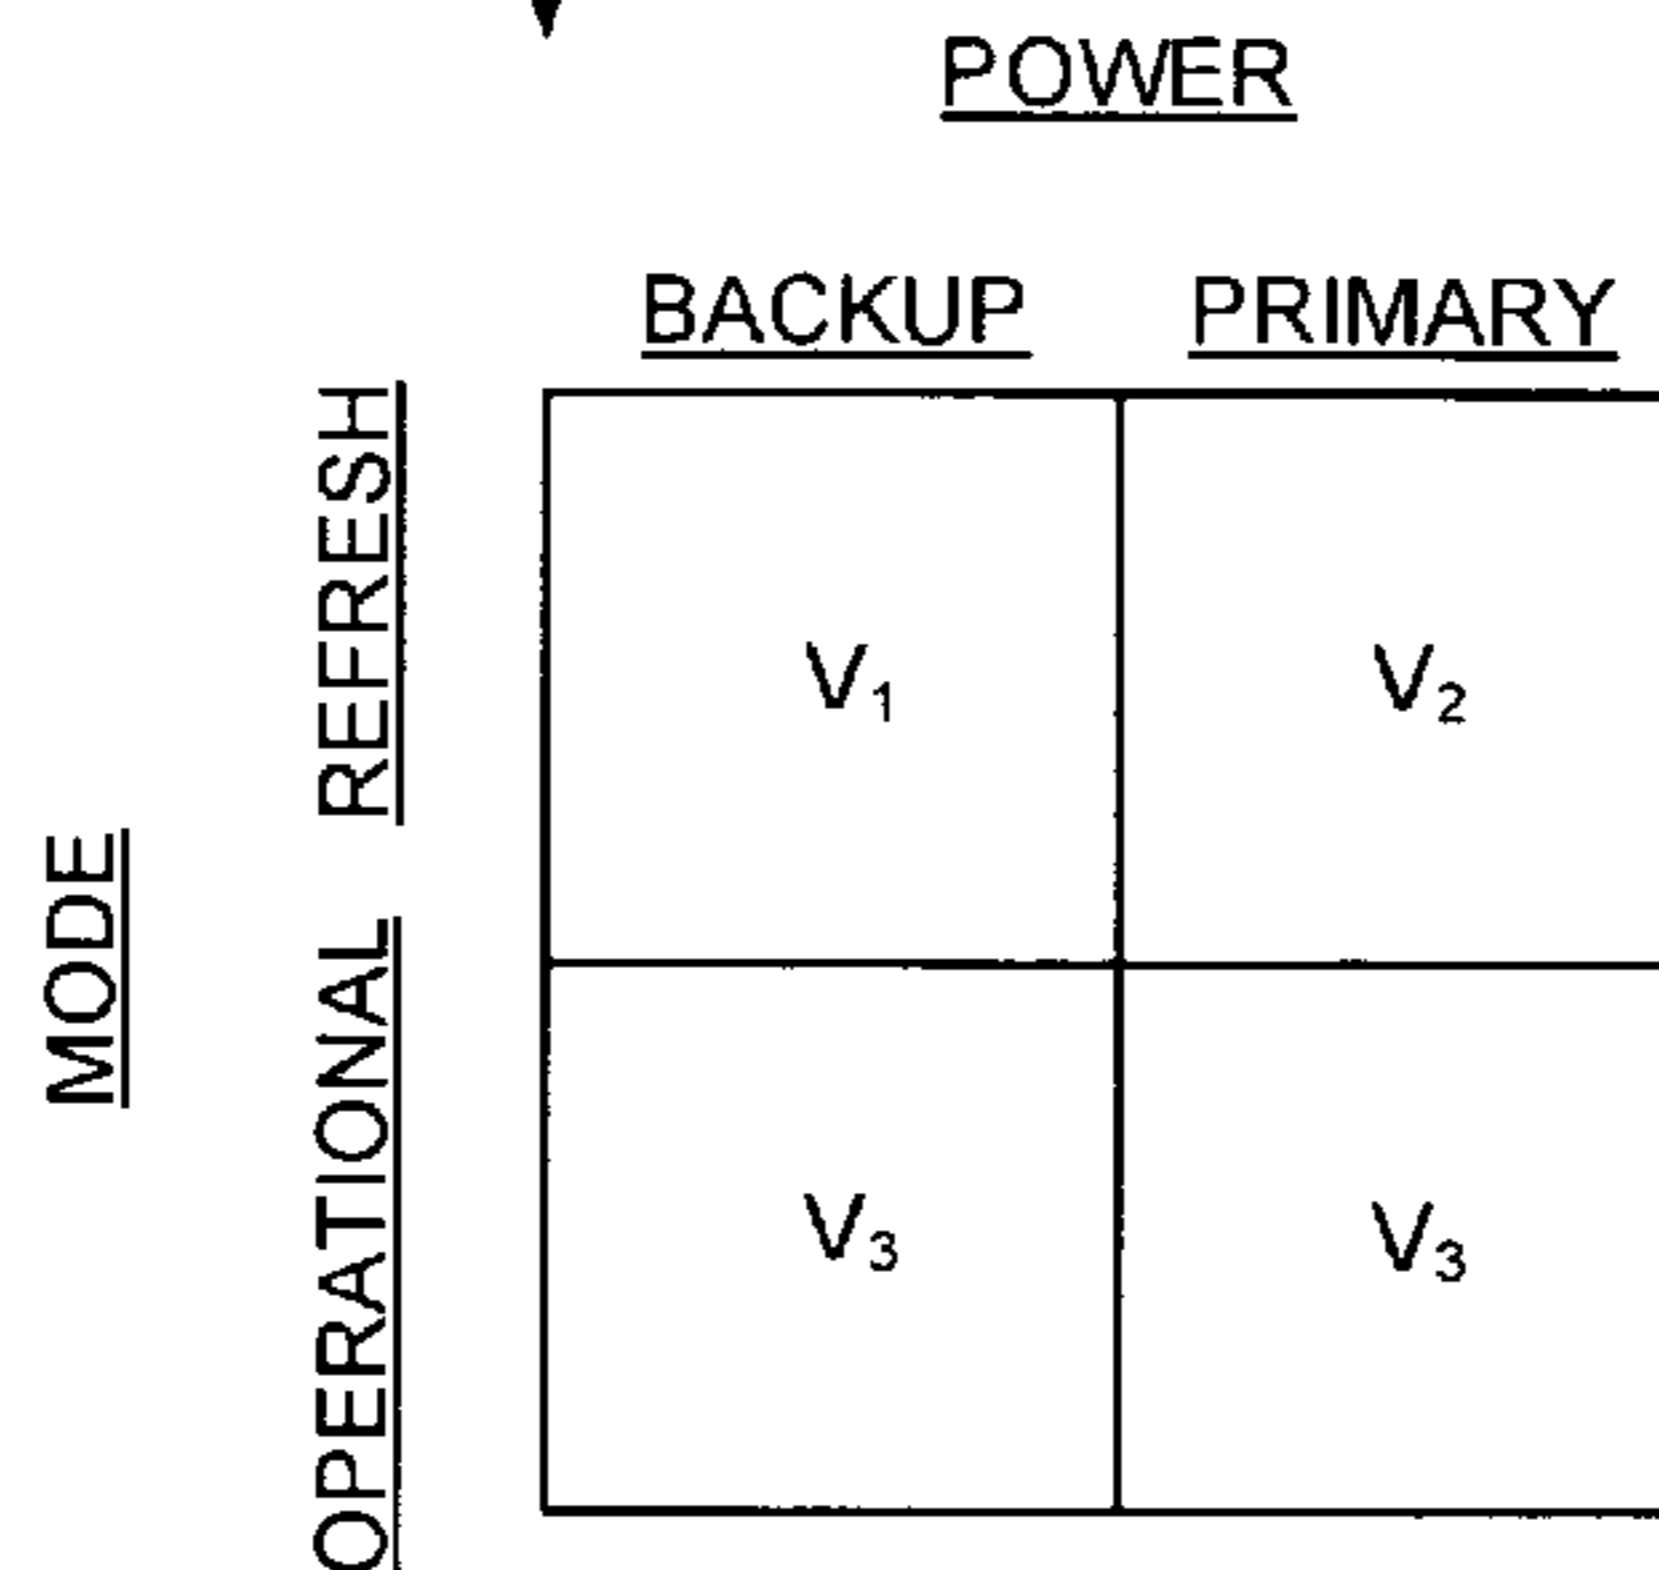 POWER
BACKUP PRIMARY
REFRESH
V₁ V₂
MODE
OPERATIONAL
V₃ V₃